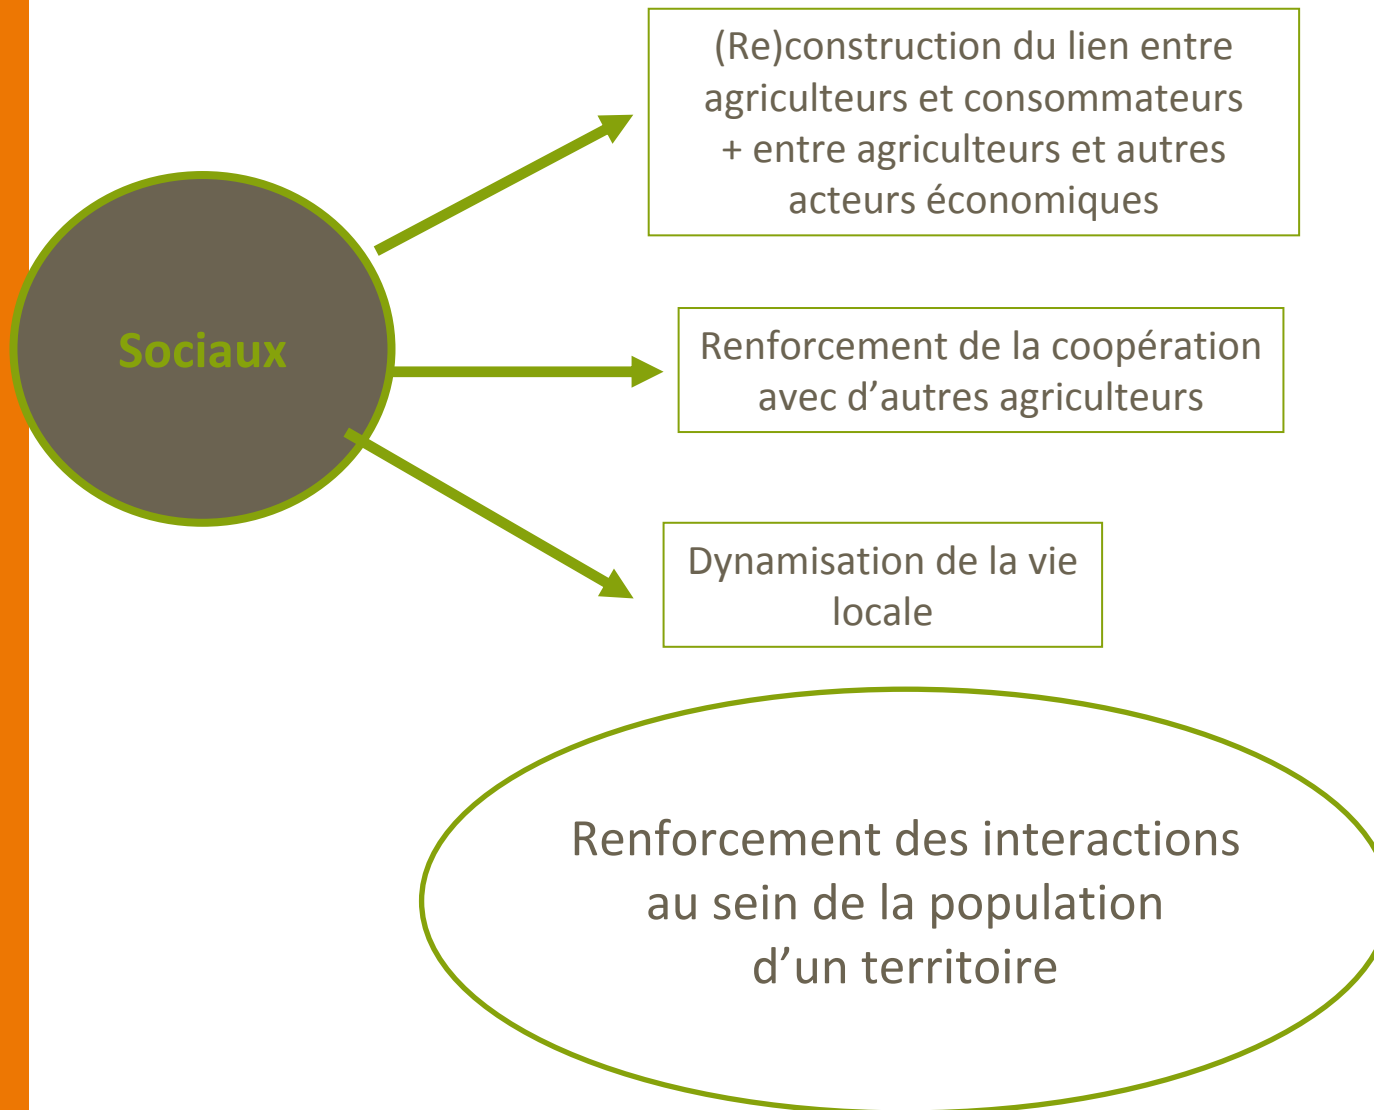 (Re)construction du lien entre
agriculteurs et consommateurs
+ entre agriculteurs et autres
acteurs économiques
Sociaux
Renforcement de la coopération
avec d’autres agriculteurs
Dynamisation de la vie
locale
Renforcement des interactions
au sein de la population
d’un territoire